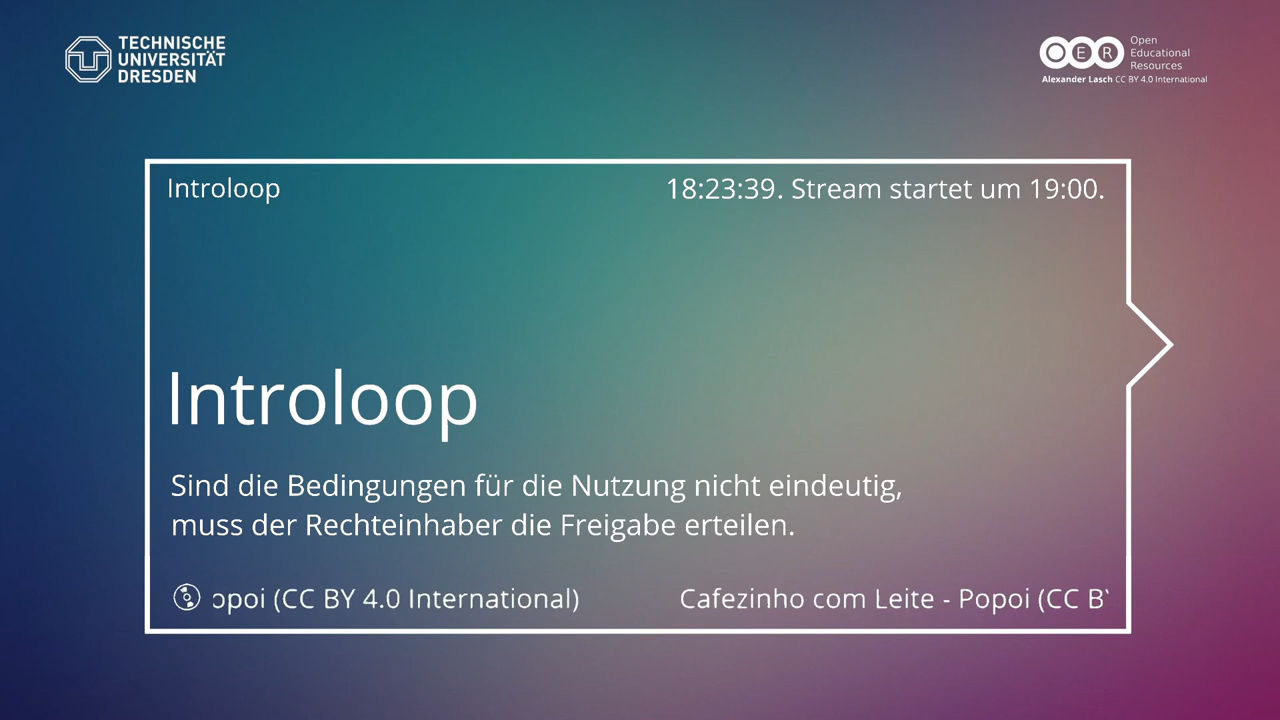 TECHNISCHE
UNIVERSITÄT
DRESDEN
OER
Open
Educational
Resources
Alexander Lasch CC BY 4.0 International
Introloop
18:23:39. Stream startet um 19:00.
Introloop
Sind die Bedingungen für die Nutzung nicht eindeutig,
muss der Rechteinhaber die Freigabe erteilen.
opoi (CC BY 4.0 International) Cafezinho com Leite - Popoi (CC B